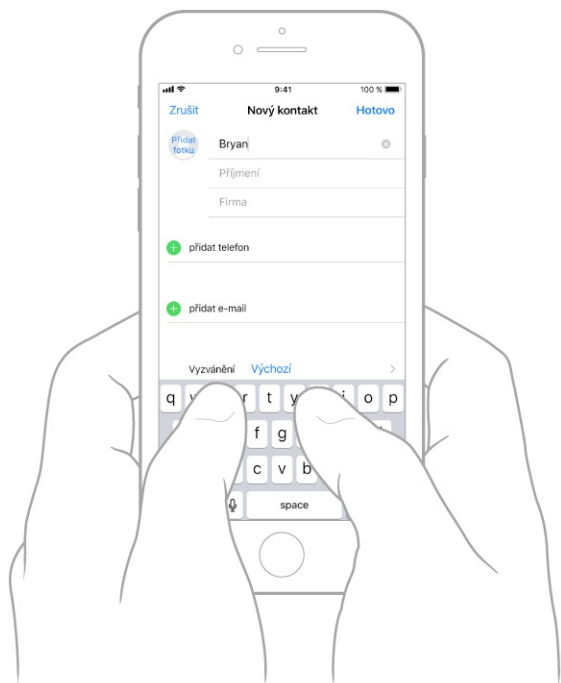 9:41
100 %
Zrušit Nový kontakt Hotovo
Přidat
fotku
Bryan
Příjmení
Firma
přidat telefon
přidat e-mail
Vyzvánění Výchozí
q r t y i o p
f g
c v b
space